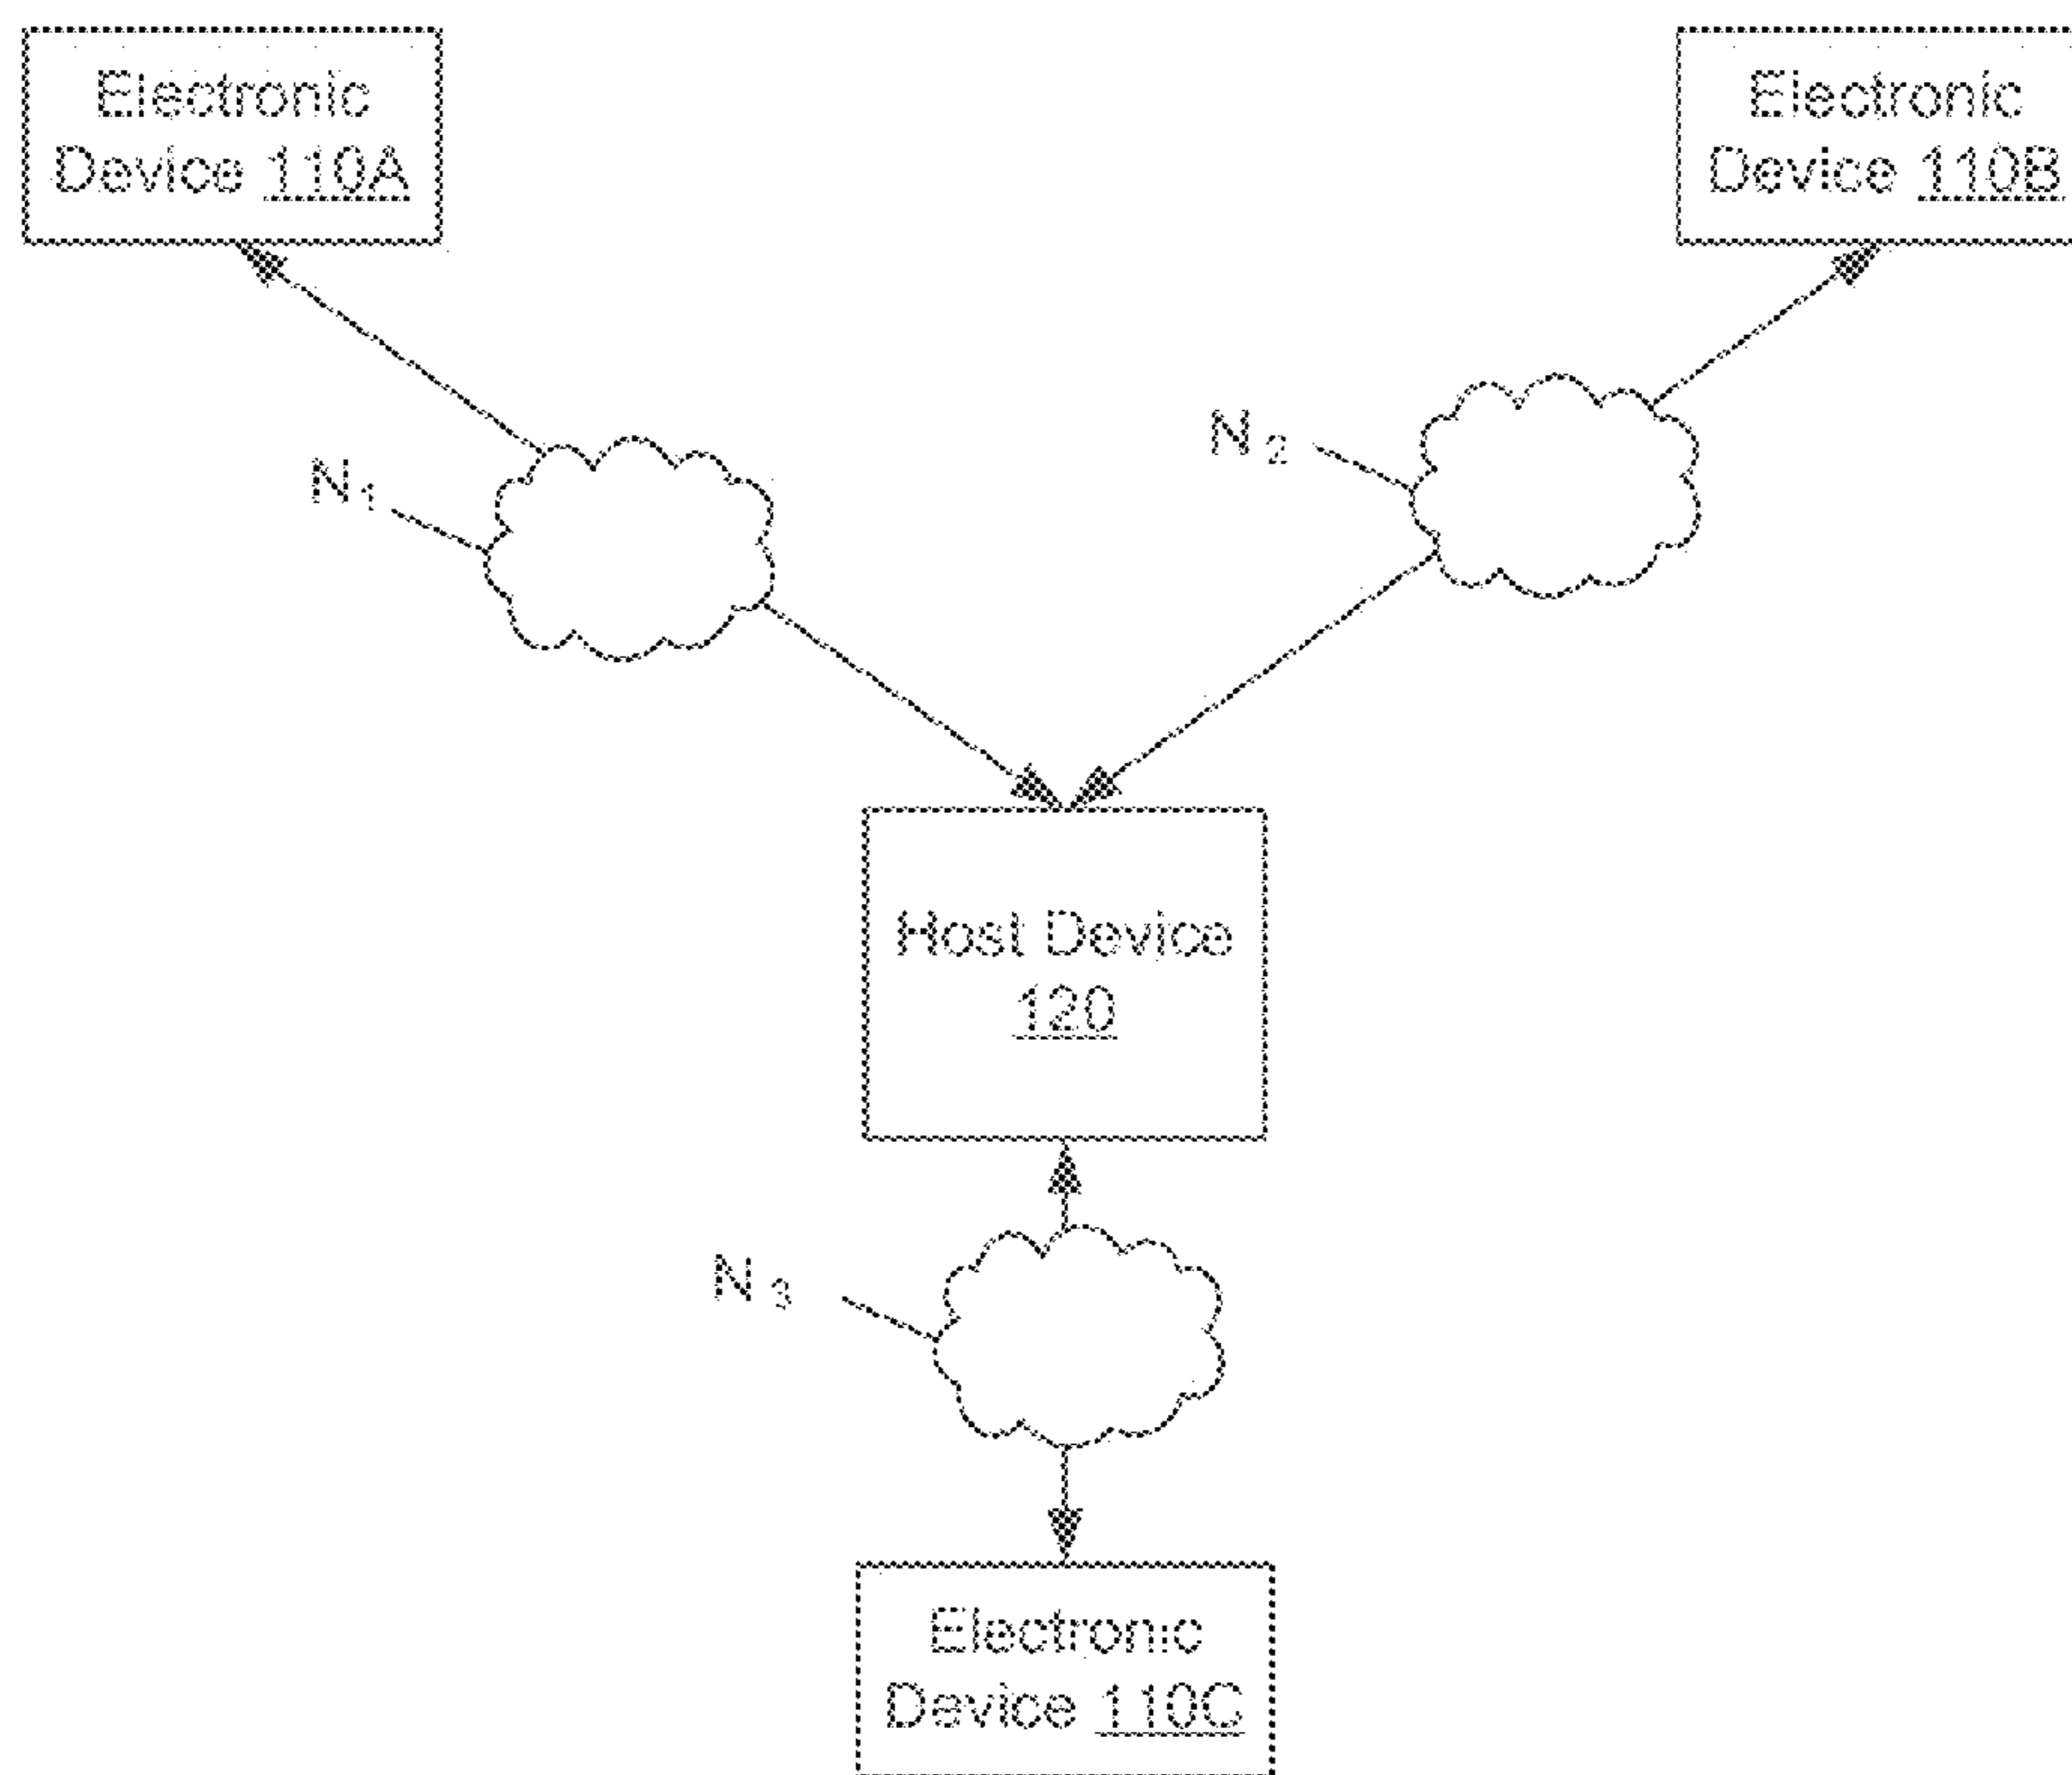 Electronic
Device 110A
Electronic
Device 110B
N1
N2
Host Device
120
N3
Electronic
Device 110C